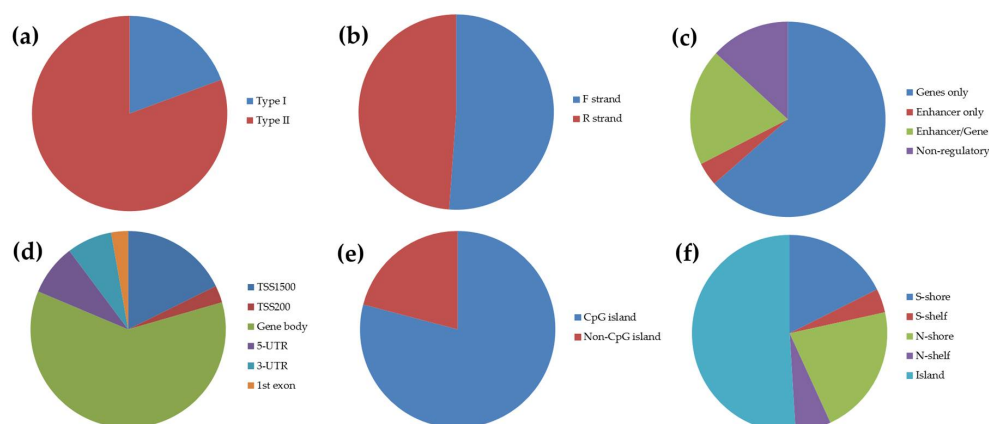 (a)
Type I
Type II
(b)
F strand
R strand
(c)
Genes only
Enhancer only
Enhancer/Gene
Non-regulatory
(d)
TSS1500
TSS200
Gene body
5-UTR
3-UTR
1st exon
(e)
CpG island
Non-CpG island
(f)
S-shore
S-shelf
N-shore
N-shelf
Island